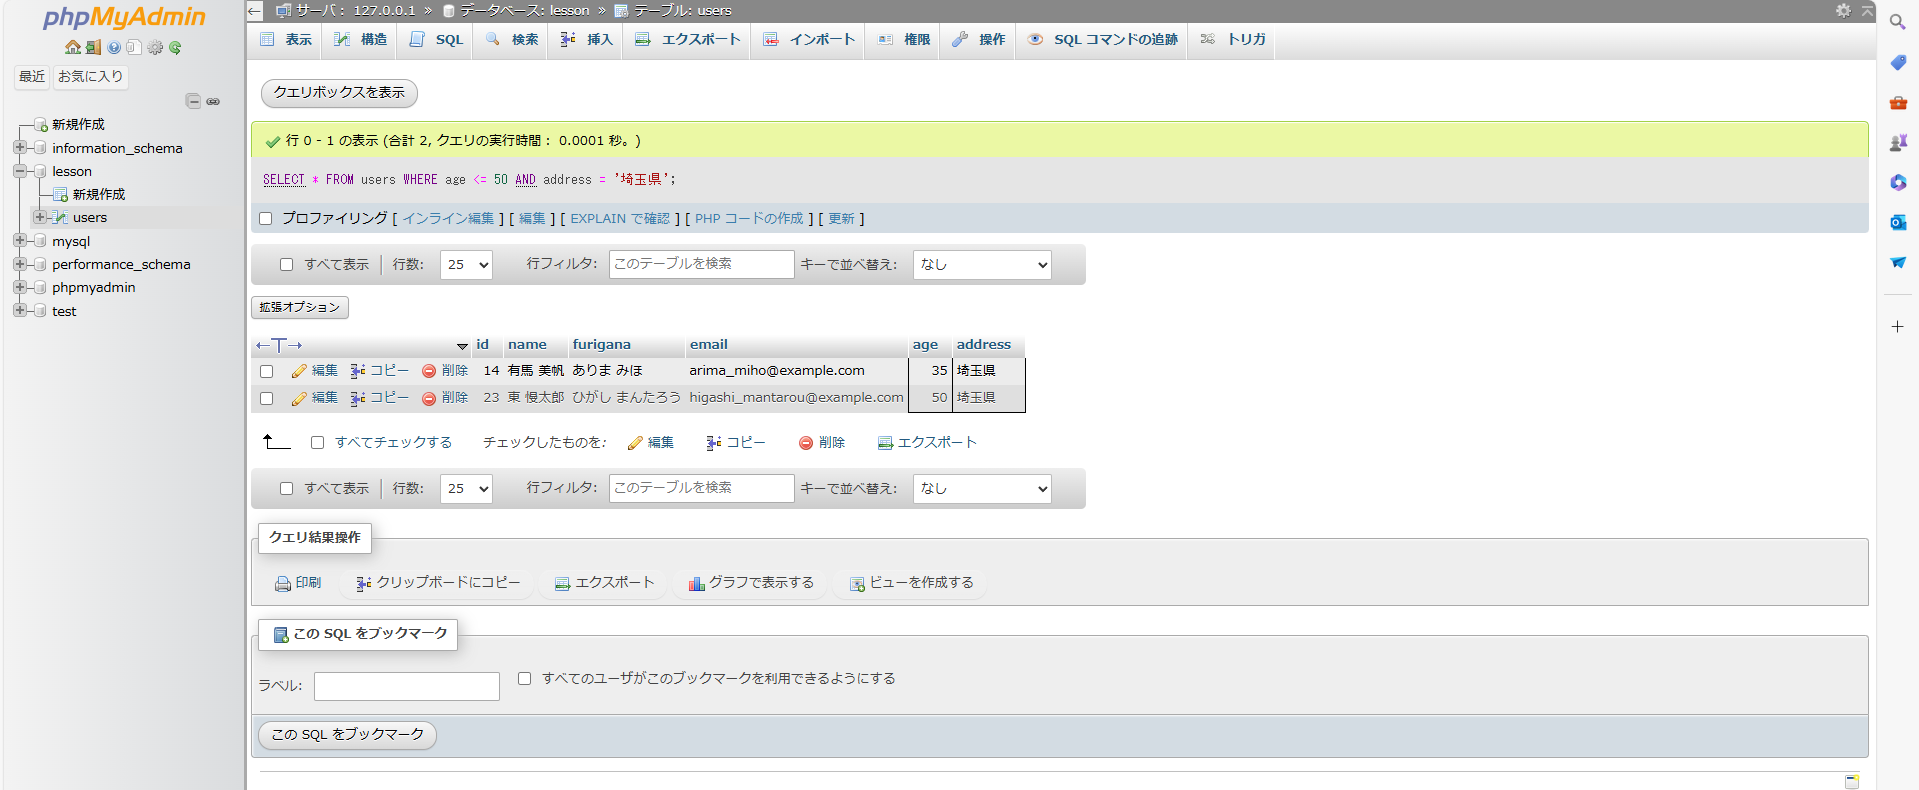 phpMyAdmin
最近 お気に入り
新規作成
information_schema
lesson
新規作成
users
mysql
performance_schema
phpmyadmin
test
サーバ： 127.0.0.1 » データベース: lesson » テーブル: users
表示 構造 SQL 検索 挿入 エクスポート インポート 権限 操作 SQL コマンドの追跡 トリガ
クエリボックスを表示
行 0 - 1 の表示 (合計 2, クエリの実行時間： 0.0001 秒。)
SELECT * FROM users WHERE age <= 50 AND address = '埼玉県';
プロファイリング [ インライン編集 ] [ 編集 ] [ EXPLAIN で確認 ] [ PHP コードの作成 ] [ 更新 ]
すべて表示 行数: 25 行フィルタ: このテーブルを検索 キーで並べ替え: なし
拡張オプション
←T→ id name furigana email age address
編集 コピー 削除 14 有馬 美帆 ありま みほ arima_miho@example.com 35 埼玉県
編集 コピー 削除 23 東 慢太郎 ひがし まんたろう higashi_mantarou@example.com 50 埼玉県
すべてチェックする チェックしたものを: 編集 コピー 削除 エクスポート
すべて表示 行数: 25 行フィルタ: このテーブルを検索 キーで並べ替え: なし
クエリ結果操作
印刷 クリップボードにコピー エクスポート グラフで表示する ビューを作成する
この SQL をブックマーク
ラベル: すべてのユーザがこのブックマークを利用できるようにする
この SQL をブックマーク